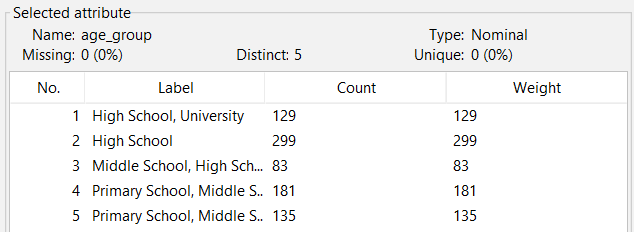 Selected attribute
Name: age_group Type: Nominal
Missing: 0 (0%) Distinct: 5 Unique: 0 (0%)
No. Label Count Weight
1 High School, University 129 129
2 High School 299 299
3 Middle School, High Sch... 83 83
4 Primary School, Middle S... 181 181
5 Primary School, Middle S... 135 135